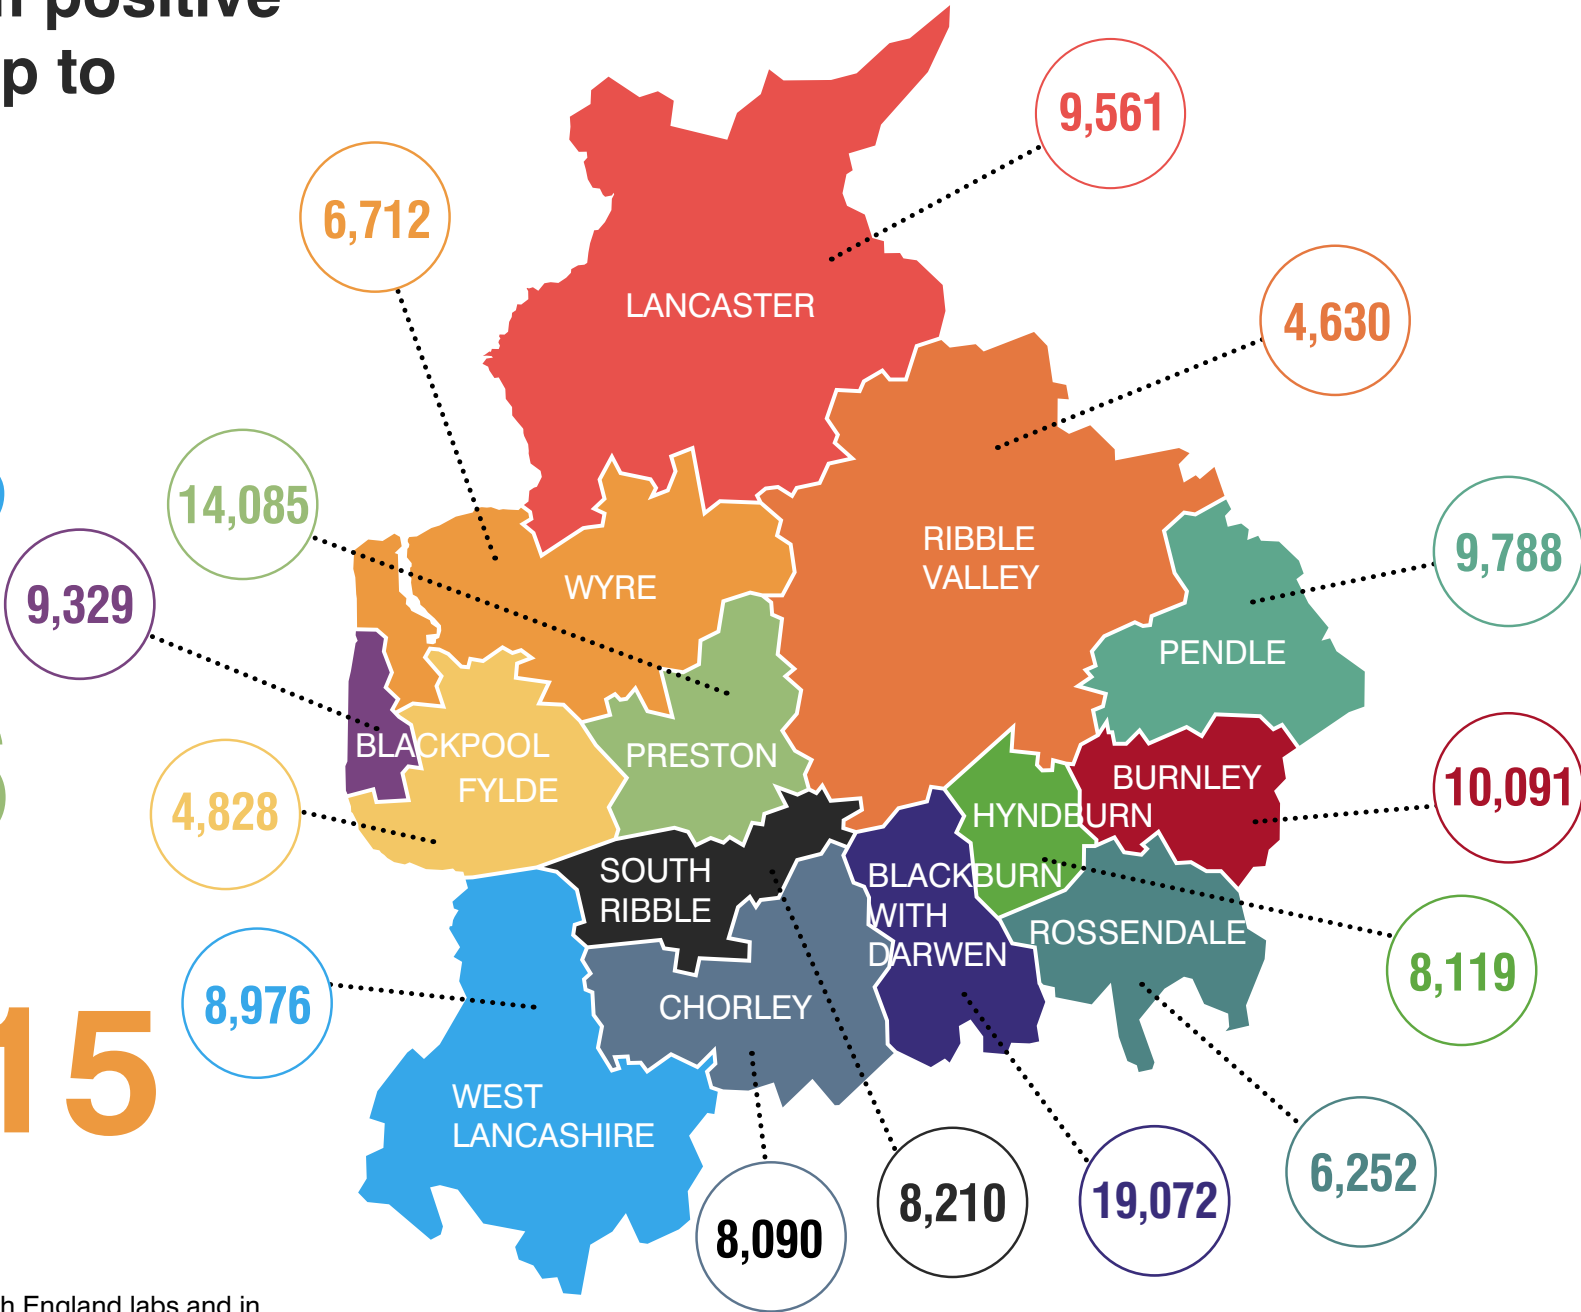 positive
p to
9,561
6,712
4,630
LANCASTER
14,085
9,788
9,329
RIBBLE
VALLEY
WYRE
PENDLE
BLACKPOOL
PRESTON
BURNLEY
10,091
4,828
FYLDE
HYNDBURN
SOUTH
RIBBLE
BLACKBURN
WITH
DARWEN
ROSSENDALE
8,976
CHORLEY
8,119
15
WEST
LANCASHIRE
8,090
8,210
19,072
6,252
h England labs and in